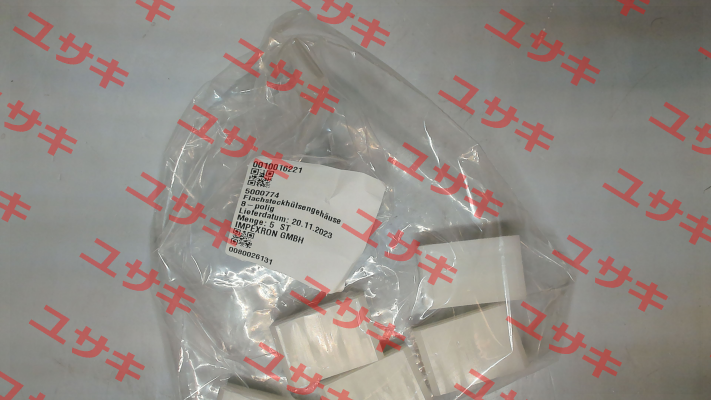 0010016221
5000774
Flachsteckhülsengehäuse
8-polig
Lieferdatum: 20.11.2023
Menge: 5 ST
IMPEXRON GMBH
0080026131
ユサキ